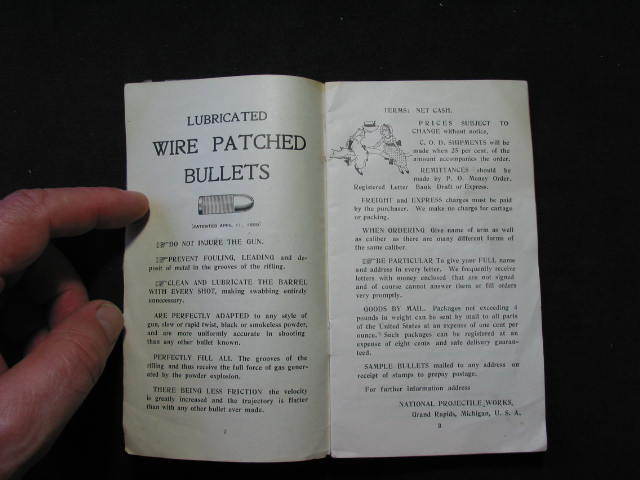 LUBRICATED
WIRE PATCHED
BULLETS
(PATENTED APRIL 11, 1899)
DO NOT INJURE THE GUN.
PREVENT FOULING, LEADING and de-
posit of metal in the grooves of the rifling.
CLEAN AND LUBRICATE THE BARREL
WITH EVERY SHOT, making swabbing entirely
unnecessary.
ARE PERFECTLY ADAPTED to any style of
gun, slow or rapid twist, black or smokeless powder,
and are more uniformly accurate in shooting
than any other bullet known.
PERFECTLY FILL ALL The grooves of the
rifling and thus receive the full force of gas gener-
ated by the powder explosion.
THERE BEING LESS FRICTION the velocity
is greatly increased and the trajectory is flatter
than with any other bullet ever made.
2
TERMS: NET CASH.
PRICES SUBJECT TO
CHANGE without notice.
C. O. D. SHIPMENTS will be
made when 25 per cent. of the
amount accompanies the order.
REMITTANCES should be
made by P. O. Money Order,
Registered Letter Bank Draft or Express.
FREIGHT and EXPRESS charges must be paid
by the purchaser. We make no charge for cartage
or packing.
WHEN ORDERING Give name of arm as well
as caliber as there are many different forms of
the same caliber.
BE PARTICULAR To give your FULL name
and address in every letter. We frequently receive
letters with money enclosed that are not signed
and of course cannot answer them or fill orders
very promptly.
GOODS BY MAIL. Packages not exceeding 4
pounds in weight can be sent by mail to all parts
of the United States at an expense of one cent per
ounce. Such packages can be registered at an
expense of eight cents and safe delivery guaran-
teed.
SAMPLE BULLETS mailed to any address on
receipt of stamps to prepay postage.
For further information address
NATIONAL PROJECTILE WORKS,
Grand Rapids, Michigan, U. S. A.
3